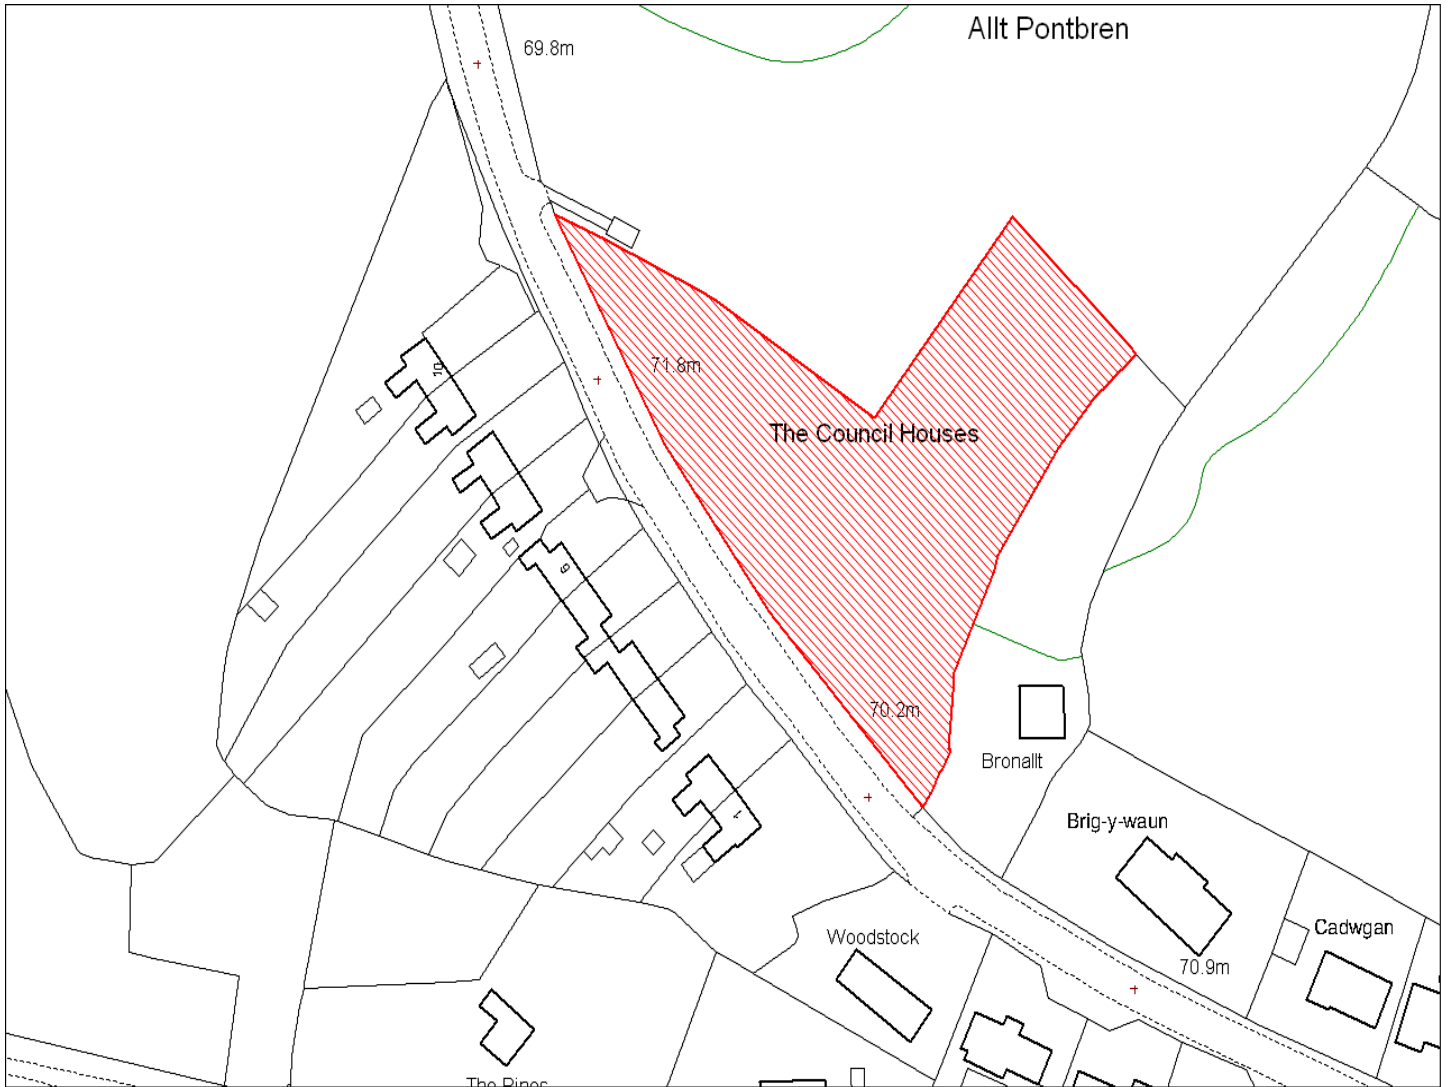 Allt Pontbren
69.8m
71.8m
10
The Council Houses
6
70.2m
Bronallt
1
Brig-y-waun
Cadwgan
Woodstock
70.9m
The Pines